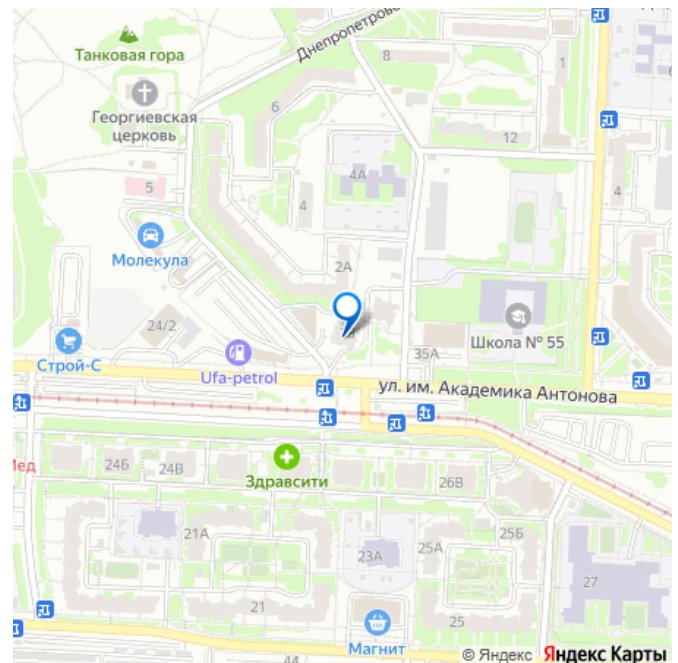 Танковая гора
Днепропетро
Георгиевская
церковь
8
1
6
12
4А
5
4
4
Молекула
2А
24/2
Строй-С
Ufa-petrol
35А
Школа № 55
ул. им. Академика Антонова
Мед
24Б
24В
Здравсити
26В
21А
23А
25А
25Б
27
21
25
Магнит
44
© Яндекс Яндекс Карты